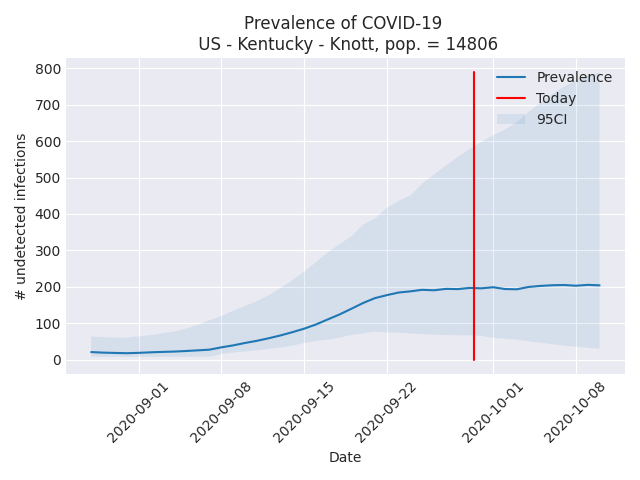 Prevalence of COVID-19
US - Kentucky - Knott, pop. = 14806
Prevalence
Today
95CI
800
700
600
500
400
300
200
100
0
# undetected infections
2020-09-01
2020-09-08
2020-09-15
2020-09-22
2020-10-01
2020-10-08
Date